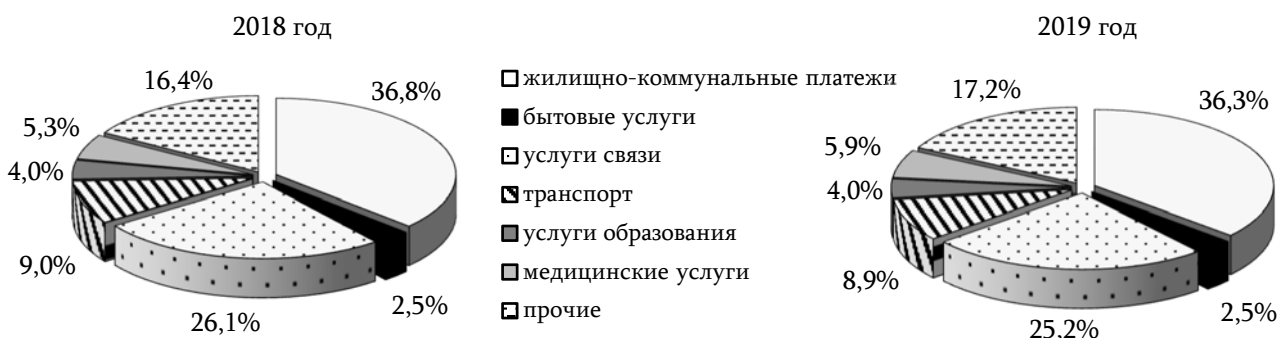 2018 год
16,4%
36,8%
5,3%
4,0%
9,0%
26,1%
2,5%
жилищно-коммунальные платежи
бытовые услуги
услуги связи
транспорт
услуги образования
медицинские услуги
прочие
2019 год
17,2%
36,3%
5,9%
4,0%
8,9%
25,2%
2,5%